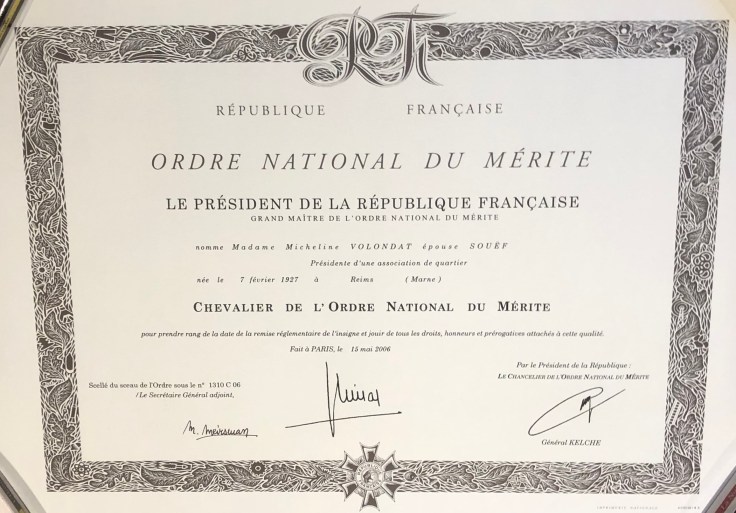 RF
RÉPUBLIQUE FRANÇAISE
ORDRE NATIONAL DU MÉRITE
LE PRÉSIDENT DE LA RÉPUBLIQUE FRANÇAISE
GRAND MAÎTRE DE L'ORDRE NATIONAL DU MÉRITE
nomme Madame Micheline VOLONDAT épouse SOUËF
Présidente d'une association de quartier
née le 7 février 1927 à Reims (Marne)
CHEVALIER DE L'ORDRE NATIONAL DU MÉRITE
pour prendre rang de la date de la remise réglementaire de l'insigne et jouir de tous les droits, honneurs et prérogatives attachés à cette qualité.
Fait à PARIS, le 15 mai 2006
Scellé du sceau de l'Ordre sous le n° 1310 C 06
/Le Secrétaire Général adjoint,
M. Meirsman
Par le Président de la République :
LE CHANCELIER DE L'ORDRE NATIONAL DU MÉRITE
Général KELCHE
IMPRIMERIE NATIONALE